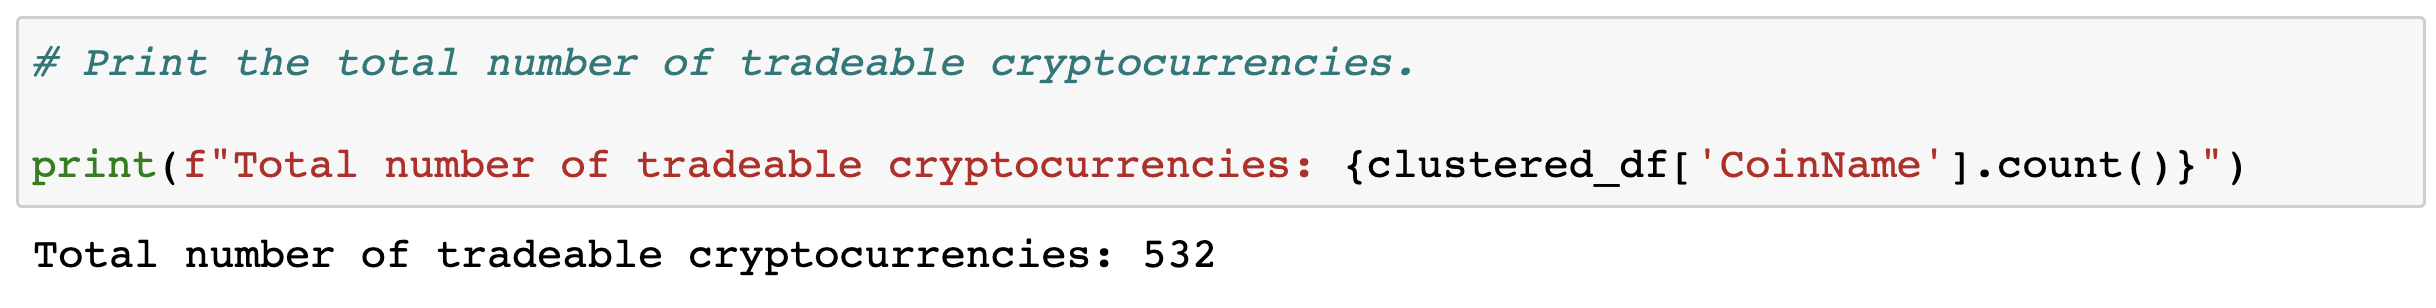 # Print the total number of tradeable cryptocurrencies.
print(f"Total number of tradeable cryptocurrencies: {clustered_df['CoinName'].count()}")
Total number of tradeable cryptocurrencies: 532